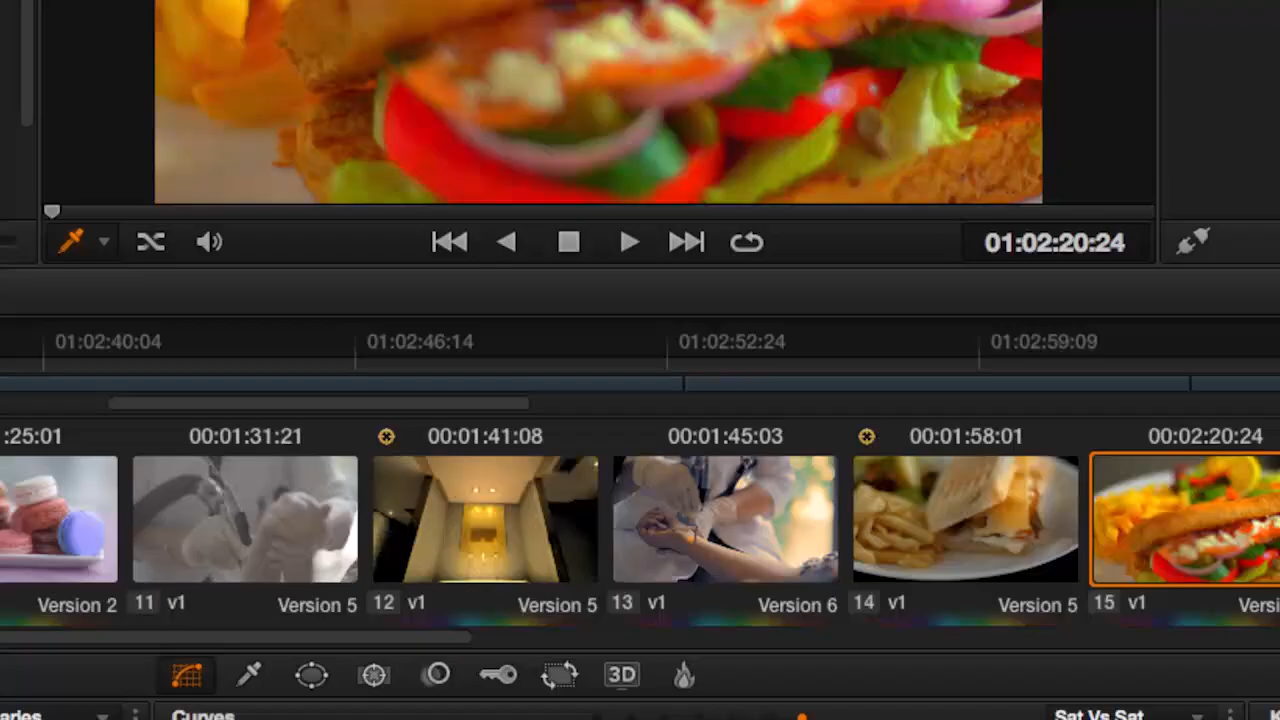 01:02:20:24
01:02:40:04 01:02:46:14 01:02:52:24 01:02:59:09
:25:01 00:01:31:21 00:01:41:08 00:01:45:03 00:01:58:01 00:02:20:24
Version 2 11 v1 Version 5 12 v1 Version 5 13 v1 Version 6 14 v1 Version 5 15 v1 Versi
3D
aries Curves Sat Vs Sat K